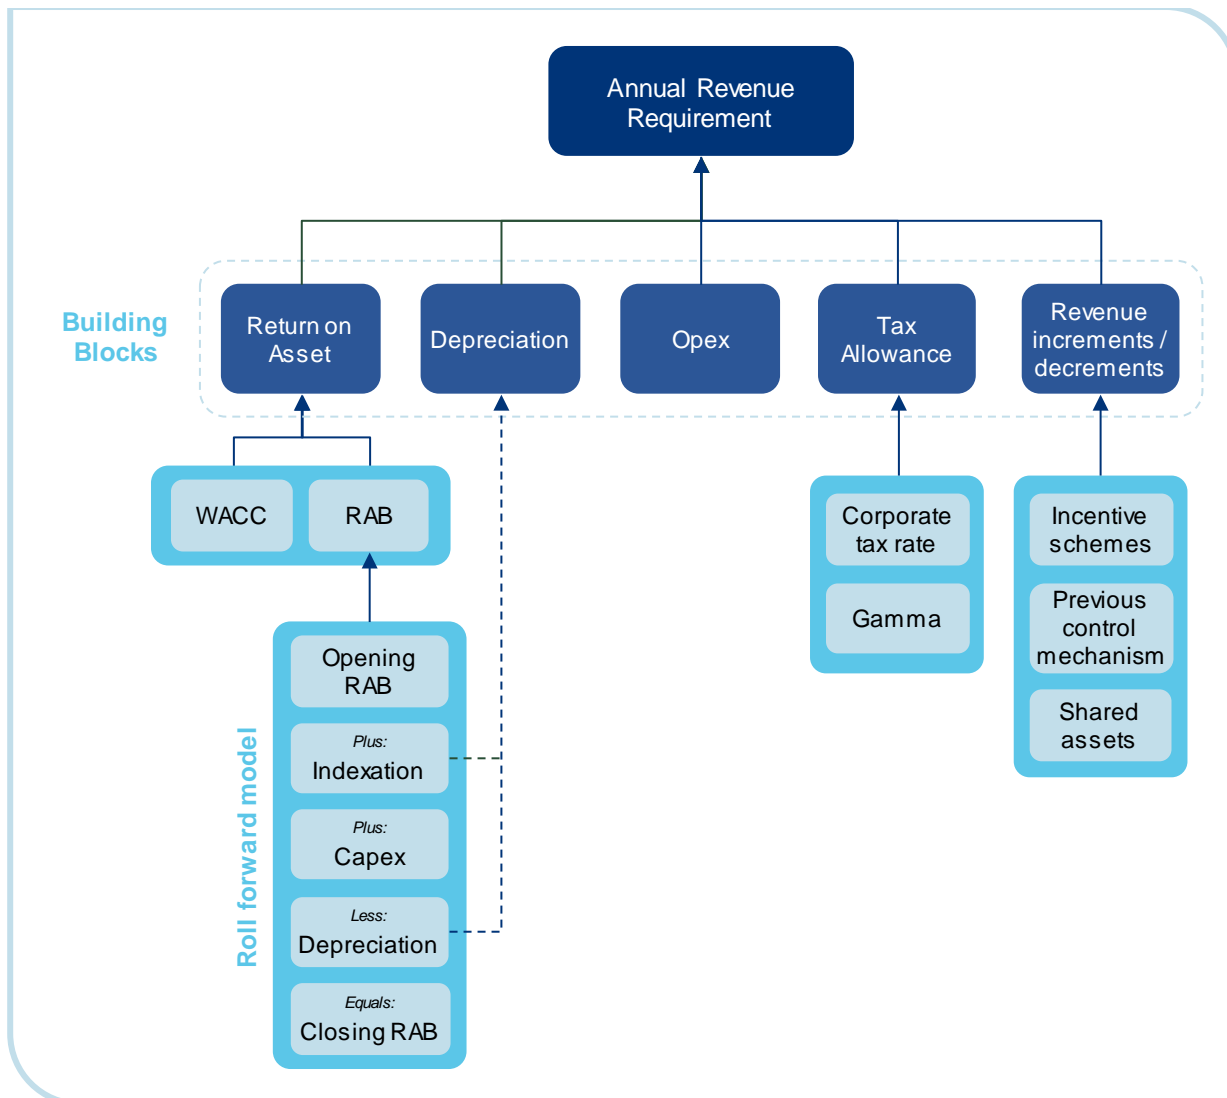 Annual Revenue
Requirement
Building
Blocks
Return on
Asset
Depreciation
Opex
Tax
Allowance
Revenue
increments /
decrements
WACC
RAB
Corporate
tax rate
Gamma
Incentive
schemes
Previous
control
mechanism
Shared
assets
Roll forward model
Opening
RAB
Plus:
Indexation
Plus:
Capex
Less:
Depreciation
Equals:
Closing RAB